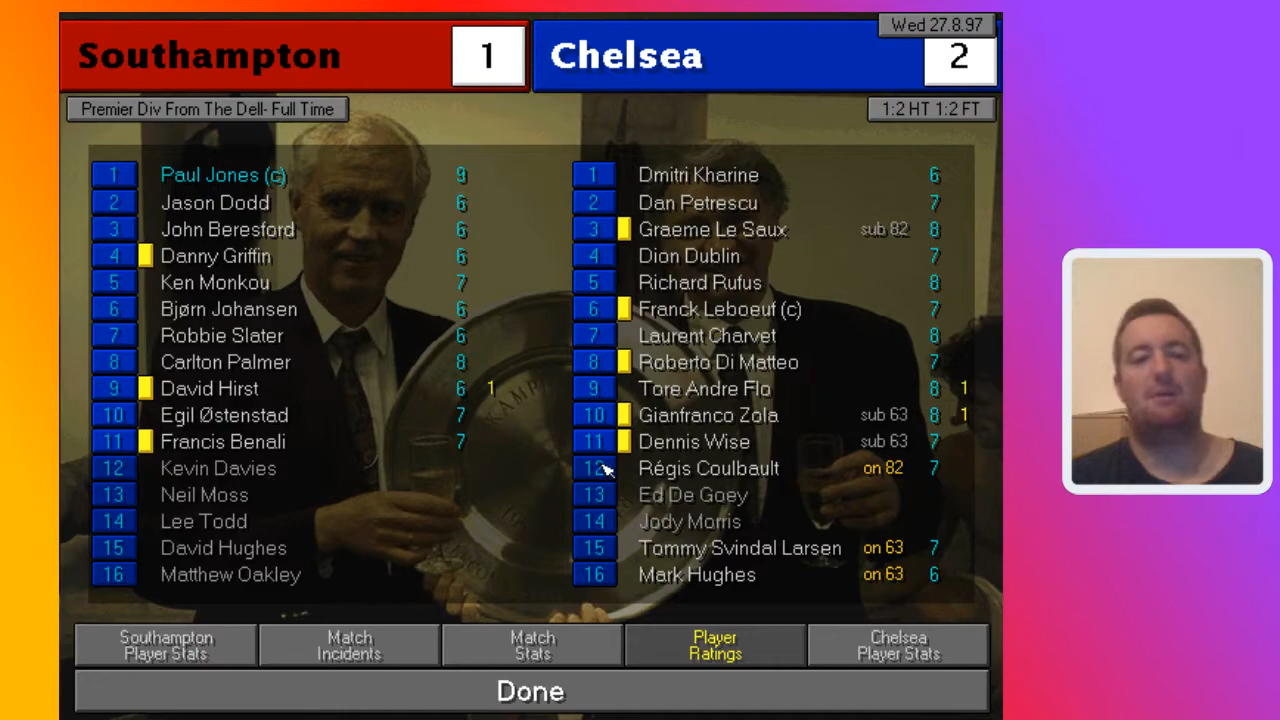 Wed 27.8.97
Southampton 1 Chelsea 2
Premier Div From The Dell- Full Time 1:2 HT 1:2 FT
1 Paul Jones (c) 9 1 Dmitri Kharine 6
2 Jason Dodd 6 2 Dan Petrescu 7
3 John Beresford 6 3 Graeme Le Saux sub 82 8
4 Danny Griffin 6 4 Dion Dublin 7
5 Ken Monkou 7 5 Richard Rufus 8
6 Bjørn Johansen 6 6 Franck Leboeuf (c) 7
7 Robbie Slater 6 7 Laurent Charvet 8
8 Carlton Palmer 8 8 Roberto Di Matteo 7
9 David Hirst 6 1 9 Tore Andre Flo 8 1
10 Egil Østenstad 7 10 Gianfranco Zola sub 63 8 1
11 Francis Benali 7 11 Dennis Wise sub 63 7
12 Kevin Davies 12 Régis Coulbault on 82 7
13 Neil Moss 13 Ed De Goey
14 Lee Todd 14 Jody Morris
15 David Hughes 15 Tommy Svindal Larsen on 63 7
16 Matthew Oakley 16 Mark Hughes on 63 6
Southampton Match Match Player Chelsea
Player Stats Incidents Stats Ratings Player Stats
Done